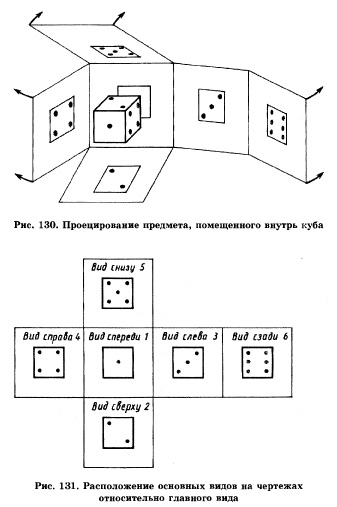 Рис. 130. Проецирование предмета, помещенного внутрь куба
Вид снизу 5
Вид справа 4 Вид спереди 1 Вид слева 3 Вид сзади 6
Вид сверху 2
Рис. 131. Расположение основных видов на чертежах
относительно главного вида